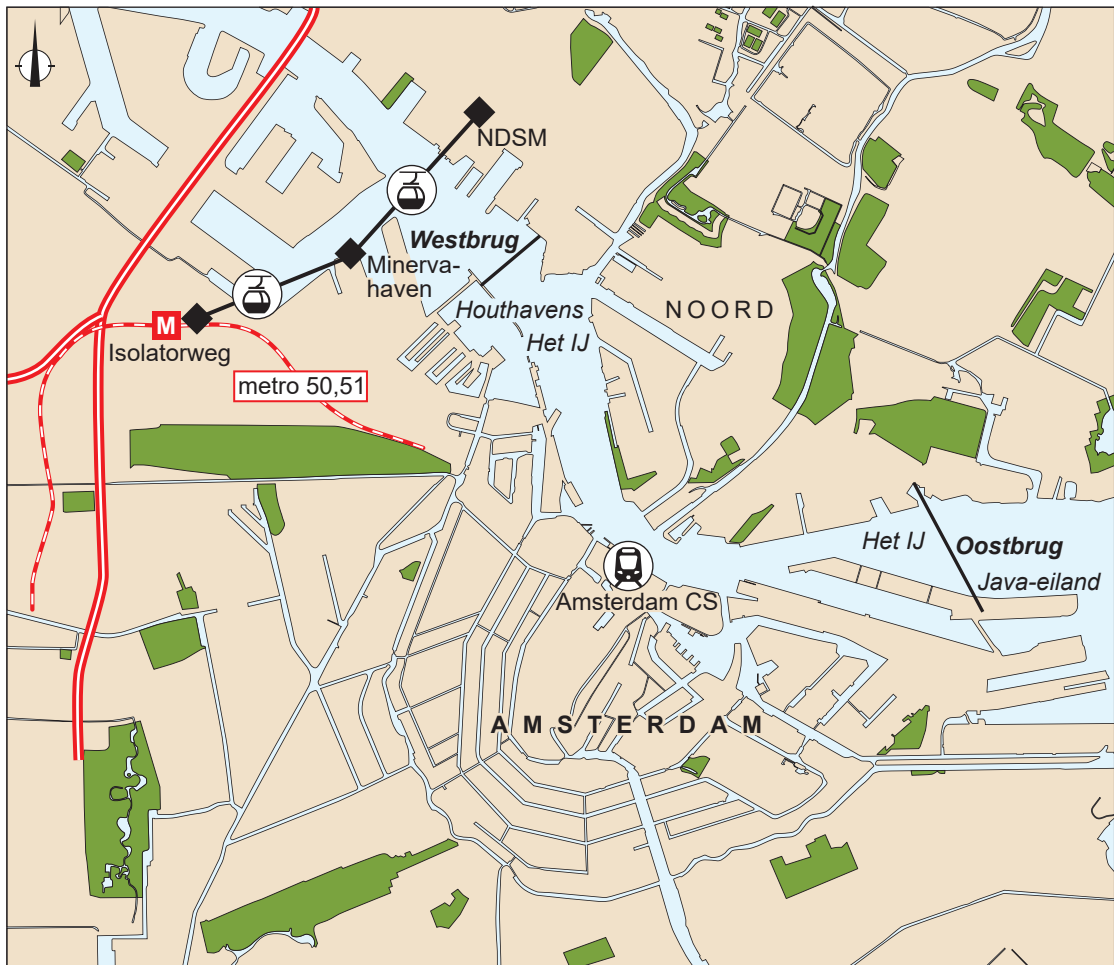 NDSM
Westbrug
Minerva-
haven
Houthavens
NOORD
Het IJ
M
Isolatorweg
metro 50,51
Het IJ
Oostbrug
Java-eiland
Amsterdam CS
AMSTERDAM